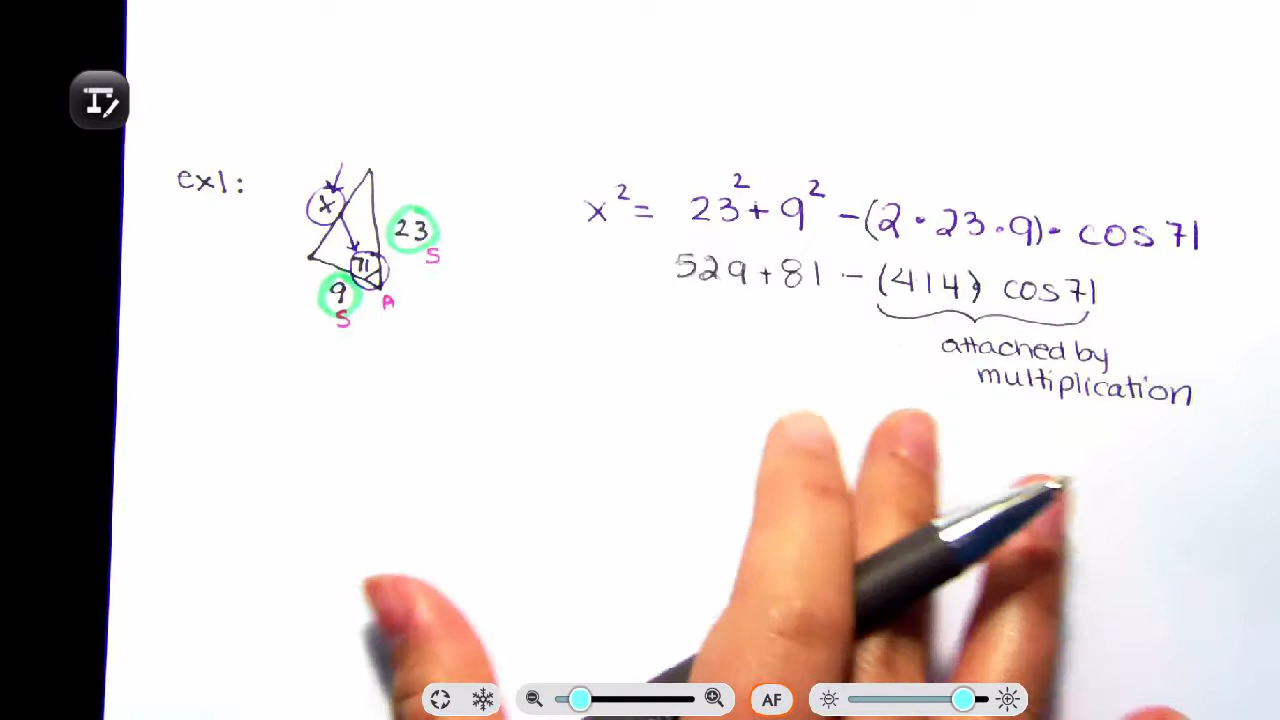 ex1:
x
23
S
71
9
S
A
x² = 23² + 9² - (2 · 23 · 9) · cos 71
529 + 81 - (414) cos 71
attached by
multiplication
AF